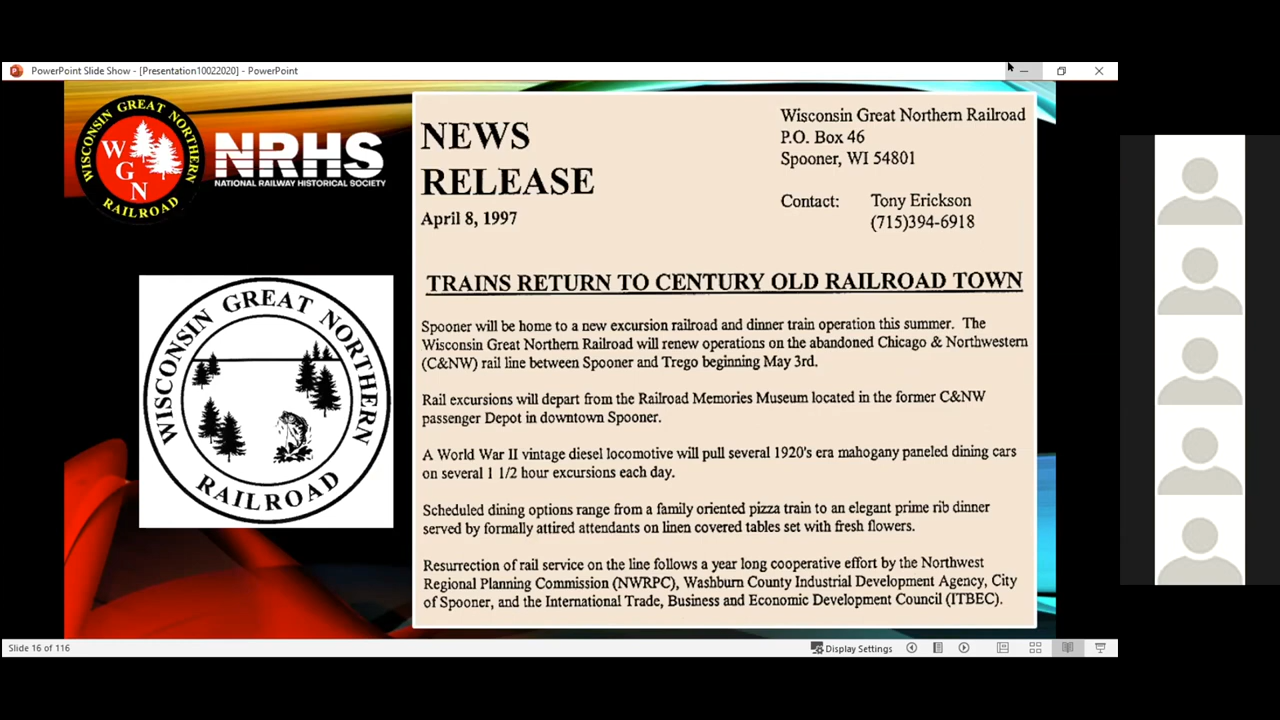 PowerPoint Slide Show - [Presentation10022020] - PowerPoint
WISCONSIN GREAT NORTHERN
WGN
RAILROAD
NRHS
NATIONAL RAILWAY HISTORICAL SOCIETY
WISCONSIN GREAT NORTHERN
RAILROAD
NEWS
RELEASE
April 8, 1997
Wisconsin Great Northern Railroad
P.O. Box 46
Spooner, WI 54801
Contact: Tony Erickson
(715)394-6918
TRAINS RETURN TO CENTURY OLD RAILROAD TOWN
Spooner will be home to a new excursion railroad and dinner train operation this summer. The
Wisconsin Great Northern Railroad will renew operations on the abandoned Chicago & Northwestern
(C&NW) rail line between Spooner and Trego beginning May 3rd.
Rail excursions will depart from the Railroad Memories Museum located in the former C&NW
passenger Depot in downtown Spooner.
A World War II vintage diesel locomotive will pull several 1920's era mahogany paneled dining cars
on several 1 1/2 hour excursions each day.
Scheduled dining options range from a family oriented pizza train to an elegant prime rib dinner
served by formally attired attendants on linen covered tables set with fresh flowers.
Resurrection of rail service on the line follows a year long cooperative effort by the Northwest
Regional Planning Commission (NWRPC), Washburn County Industrial Development Agency, City
of Spooner, and the International Trade, Business and Economic Development Council (ITBEC).
Slide 16 of 116
Display Settings